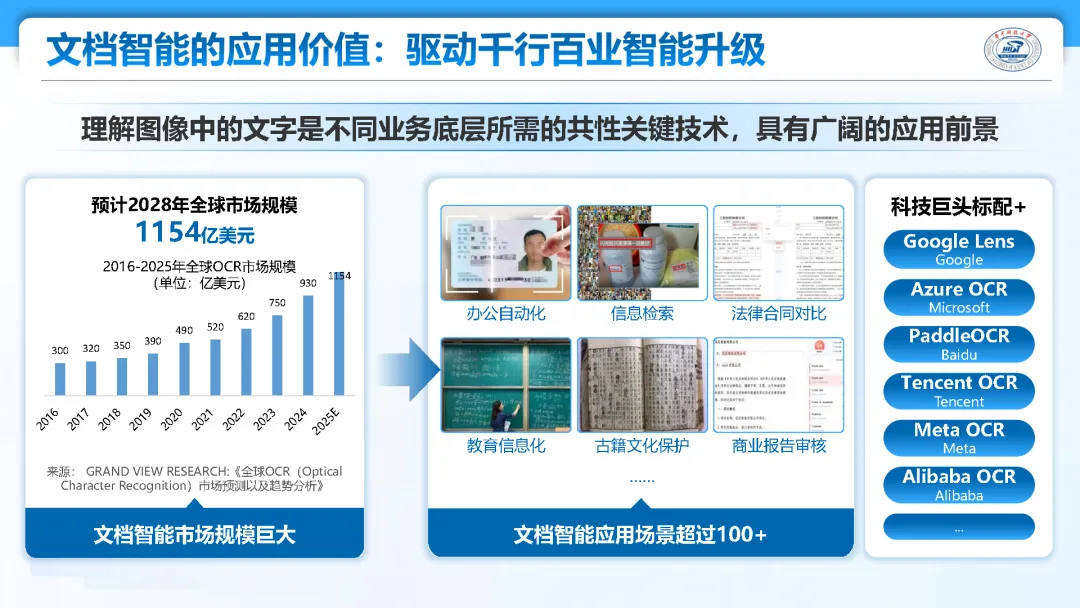 文档智能的应用价值：驱动千行百业智能升级
理解图像中的文字是不同业务底层所需的共性关键技术，具有广阔的应用前景
预计2028年全球市场规模
1154亿美元
2016-2025年全球OCR市场规模
（单位：亿美元）
300
320
350
390
490
520
620
750
930
1154
2016
2017
2018
2019
2020
2021
2022
2023
2024
2025E
来源： GRAND VIEW RESEARCH:《全球OCR（Optical
Character Recognition）市场预测以及趋势分析》
文档智能市场规模巨大
办公自动化
信息检索
法律合同对比
教育信息化
古籍文化保护
商业报告审核
......
文档智能应用场景超过100+
科技巨头标配+
Google Lens
Google
Azure OCR
Microsoft
PaddleOCR
Baidu
Tencent OCR
Tencent
Meta OCR
Meta
Alibaba OCR
Alibaba
...